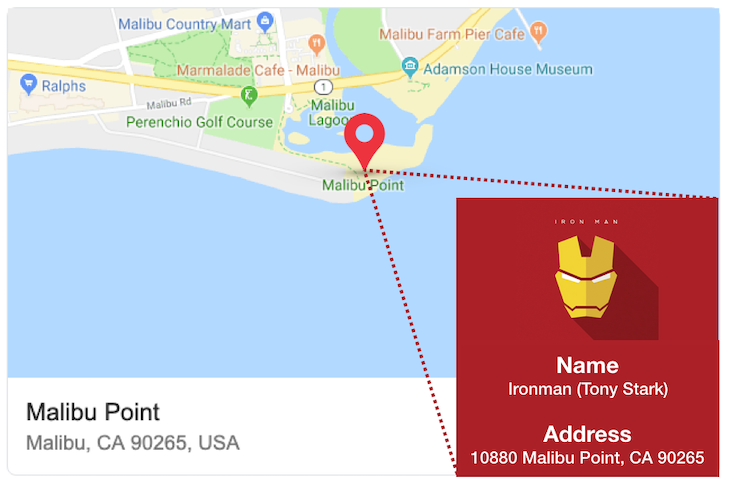 Malibu Country Mart
Malibu Farm Pier Cafe
Marmalade Cafe - Malibu
Adamson House Museum
Ralphs
1
Malibu Rd
Malibu
Lagoo
Perenchio Golf Course
Malibu Point
IRON MAN
Name
Ironman (Tony Stark)
Address
10880 Malibu Point, CA 90265
Malibu Point
Malibu, CA 90265, USA